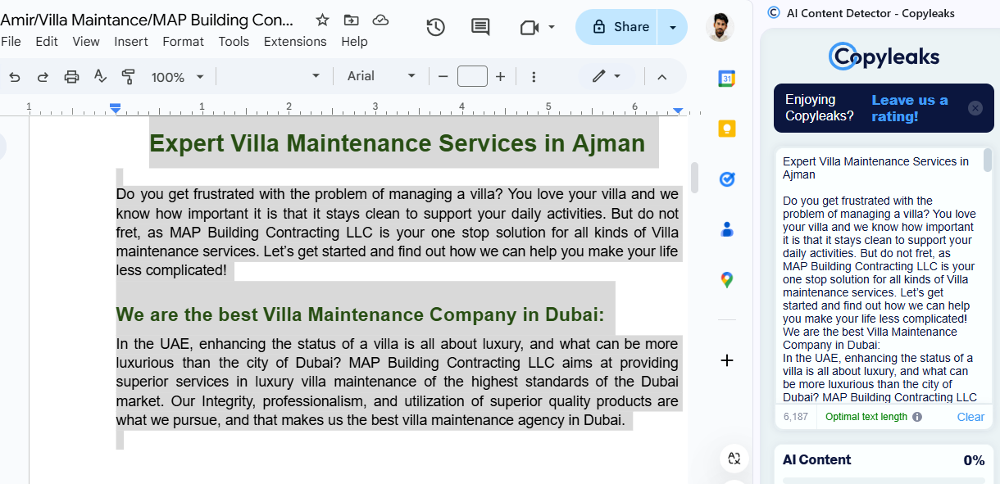 Amir/Villa Maintance/MAP Building Con...
File Edit View Insert Format Tools Extensions Help
Share
100%
Arial
1 1 2 3 4 5 6
Expert Villa Maintenance Services in Ajman
Do you get frustrated with the problem of managing a villa? You love your villa and we
know how important it is that it stays clean to support your daily activities. But do not
fret, as MAP Building Contracting LLC is your one stop solution for all kinds of Villa
maintenance services. Let’s get started and find out how we can help you make your life
less complicated!
We are the best Villa Maintenance Company in Dubai:
In the UAE, enhancing the status of a villa is all about luxury, and what can be more
luxurious than the city of Dubai? MAP Building Contracting LLC aims at providing
superior services in luxury villa maintenance of the highest standards of the Dubai
market. Our Integrity, professionalism, and utilization of superior quality products are
what we pursue, and that makes us the best villa maintenance agency in Dubai.
31
AI Content Detector - Copyleaks
Copyleaks
Enjoying
Copyleaks?
Leave us a
rating!
Expert Villa Maintenance Services in
Ajman
Do you get frustrated with the
problem of managing a villa? You love
your villa and we know how important
it is that it stays clean to support your
daily activities. But do not fret, as
MAP Building Contracting LLC is your
one stop solution for all kinds of Villa
maintenance services. Let’s get
started and find out how we can help
you make your life less complicated!
We are the best Villa Maintenance
Company in Dubai:
In the UAE, enhancing the status of a
villa is all about luxury, and what can
be more luxurious than the city of
Dubai? MAP Building Contracting LLC
6,187 Optimal text length Clear
AI Content 0%